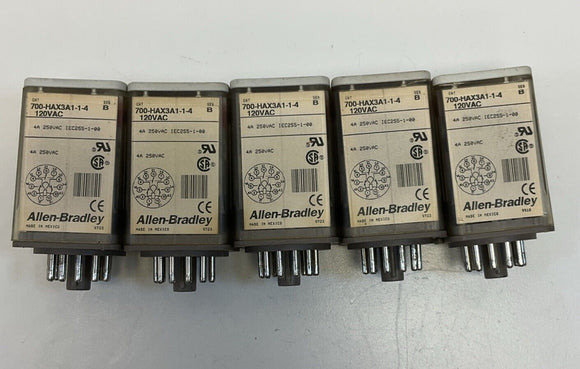 CAT
SER
700-HAX3A1-1-4
B
120VAC
4A 250VAC IEC255-1-00
4A 250VAC
Allen-Bradley
MADE IN MEXICO
9723
CAT
SER
700-HAX3A1-1-4
B
120VAC
4A 250VAC IEC255-1-00
4A 250VAC
Allen-Bradley
MADE IN MEXICO
9723
CAT
SER
700-HAX3A1-1-4
B
120VAC
4A 250VAC IEC255-1-00
4A 250VAC
Allen-Bradley
MADE IN MEXICO
9723
CAT
SER
700-HAX3A1-1-4
B
120VAC
4A 250VAC IEC255-1-00
4A 250VAC
Allen-Bradley
MADE IN MEXICO
9723
CAT
SER
700-HAX3A1-1-4
B
120VAC
4A 250VAC IEC255-1-00
4A 250VAC
Allen-Bradley
MADE IN MEXICO